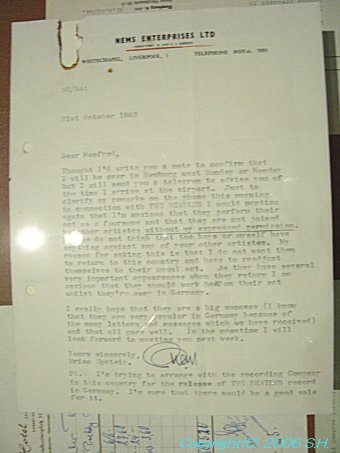 NEMS ENTERPRISES LTD
WHITECHAPEL, LIVERPOOL, 1 TELEPHONE ROYAL 7895
31st October 1962
Dear Manfred,
Thought I'd write you a note to confirm that
I will be over in Hamburg next Sunday or Monday
but I will send you a telegram to advise you of
the time I arrive at the airport. Just to
clarify my remarks on the phone this morning
in connection with THE BEATLES I would mention
again that I'm anxious that they perform their
act as a foursome and that they are not joined
by other artistes without my expressed permission.
Please do not think that the boys or myself have
anything against any of your other artistes. My
reason for asking this is that I do not want them
to return to this country and have to readjust
themselves to their usual act. As they have several
very important appearances when they return I am
anxious that they should work hard on their act
whilst they're away in Germany.
I really hope that they are a big success (I know
that they are very popular in Germany because of
the many letters and messages which we have received)
and that all goes well. In the meantime I will
look forward to meeting you next week.
Yours sincerely,
Brian Epstein.
Ps. I'm trying to arrange with the recording Company
in this country for the release of THE BEATLES record
in Germany. I'm sure that there would be a good sale
for it.
Copyright© 2006 S.H.